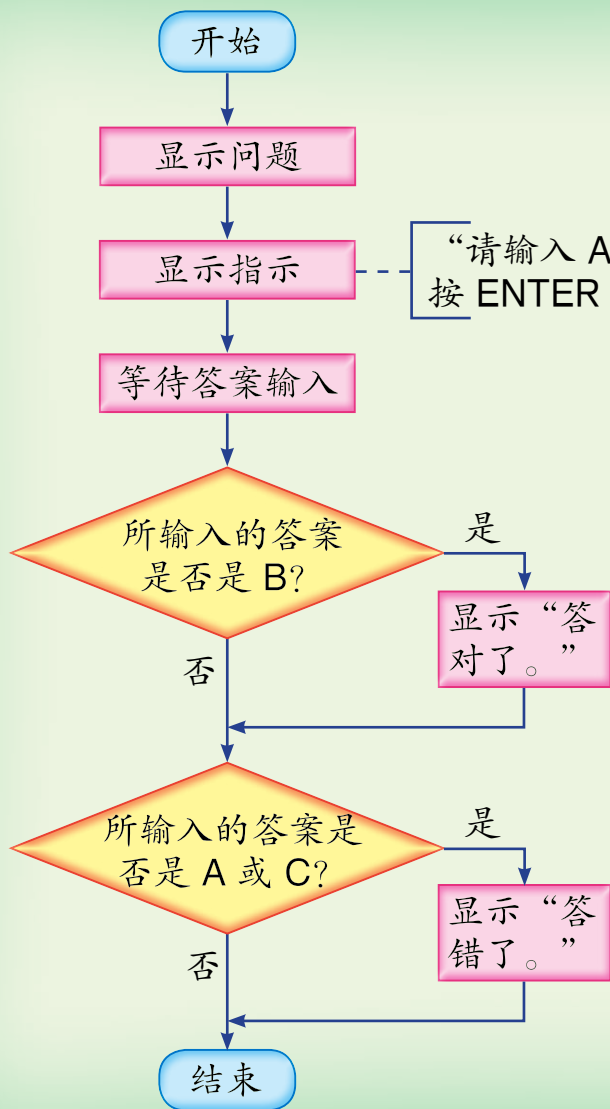 开始
显示问题
显示指示
“请输入 A
按 ENTER
等待答案输入
所输入的答案
是否是 B?
是
显示“答
对了。”
否
所输入的答案是
否是 A 或 C?
是
显示“答
错了。”
否
结束